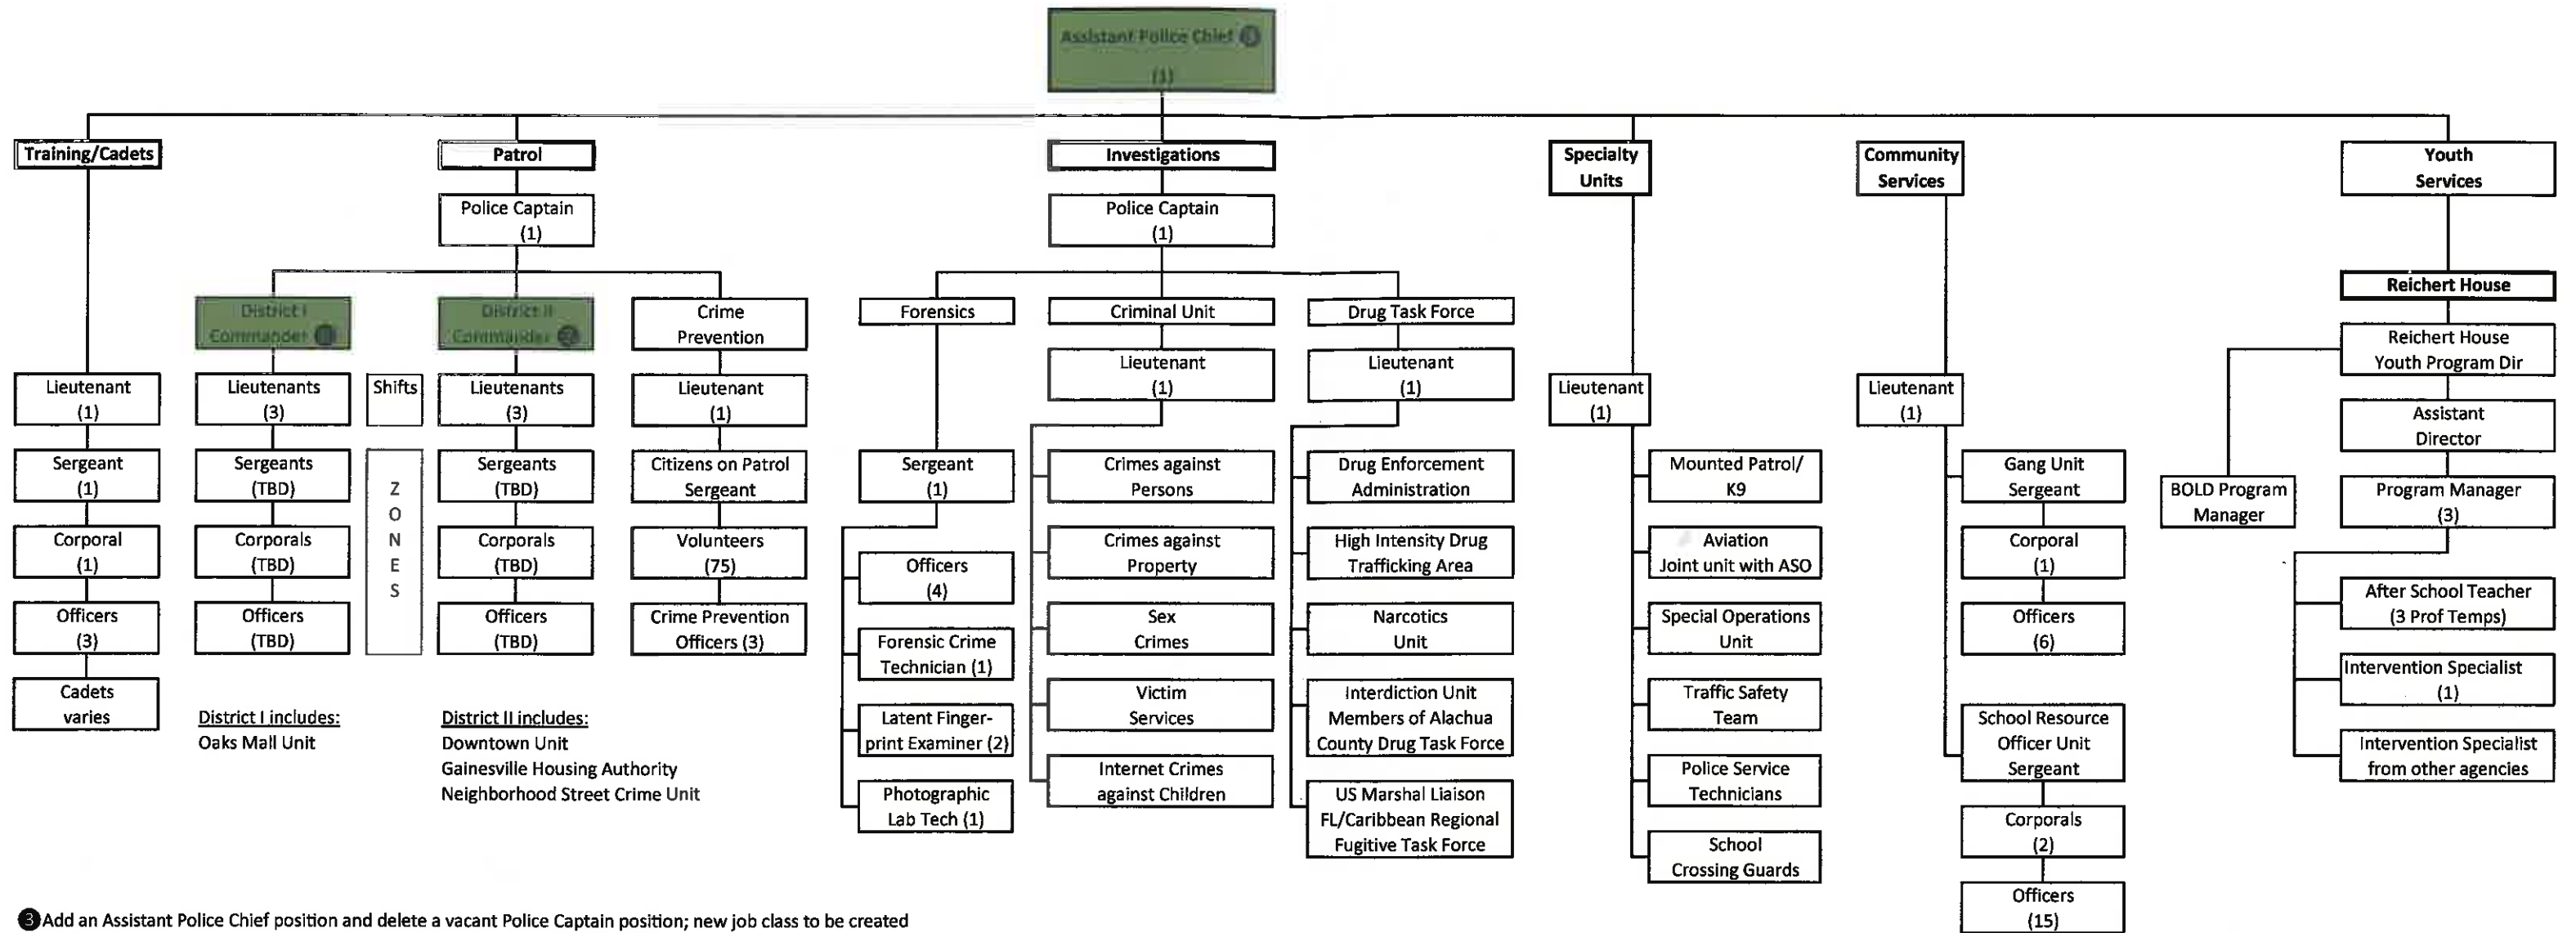 Assistant Police Chief ❸
(1)
Training/Cadets
Lieutenant
(1)
Sergeant
(1)
Corporal
(1)
Officers
(3)
Cadets
varies
Patrol
Police Captain
(1)
District I
Commander ❶
Lieutenants
(3)
Sergeants
(TBD)
Corporals
(TBD)
Officers
(TBD)
District I includes:
Oaks Mall Unit
Shifts
Z
O
N
E
S
District II
Commander ❷
Lieutenants
(3)
Sergeants
(TBD)
Corporals
(TBD)
Officers
(TBD)
District II includes:
Downtown Unit
Gainesville Housing Authority
Neighborhood Street Crime Unit
Crime
Prevention
Lieutenant
(1)
Citizens on Patrol
Sergeant
Volunteers
(75)
Crime Prevention
Officers (3)
Investigations
Police Captain
(1)
Forensics
Sergeant
(1)
Officers
(4)
Forensic Crime
Technician (1)
Latent Finger-
print Examiner (2)
Photographic
Lab Tech (1)
Criminal Unit
Lieutenant
(1)
Crimes against
Persons
Crimes against
Property
Sex
Crimes
Victim
Services
Internet Crimes
against Children
Drug Task Force
Lieutenant
(1)
Drug Enforcement
Administration
High Intensity Drug
Trafficking Area
Narcotics
Unit
Interdiction Unit
Members of Alachua
County Drug Task Force
US Marshal Liaison
FL/Caribbean Regional
Fugitive Task Force
Specialty
Units
Lieutenant
(1)
Mounted Patrol/
K9
Aviation
Joint unit with ASO
Special Operations
Unit
Traffic Safety
Team
Police Service
Technicians
School
Crossing Guards
Community
Services
Lieutenant
(1)
Gang Unit
Sergeant
Corporal
(1)
Officers
(6)
School Resource
Officer Unit
Sergeant
Corporals
(2)
Officers
(15)
Youth
Services
Reichert House
Reichert House
Youth Program Dir
BOLD Program
Manager
Assistant
Director
Program Manager
(3)
After School Teacher
(3 Prof Temps)
Intervention Specialist
(1)
Intervention Specialist
from other agencies
❸ Add an Assistant Police Chief position and delete a vacant Police Captain position; new job class to be created